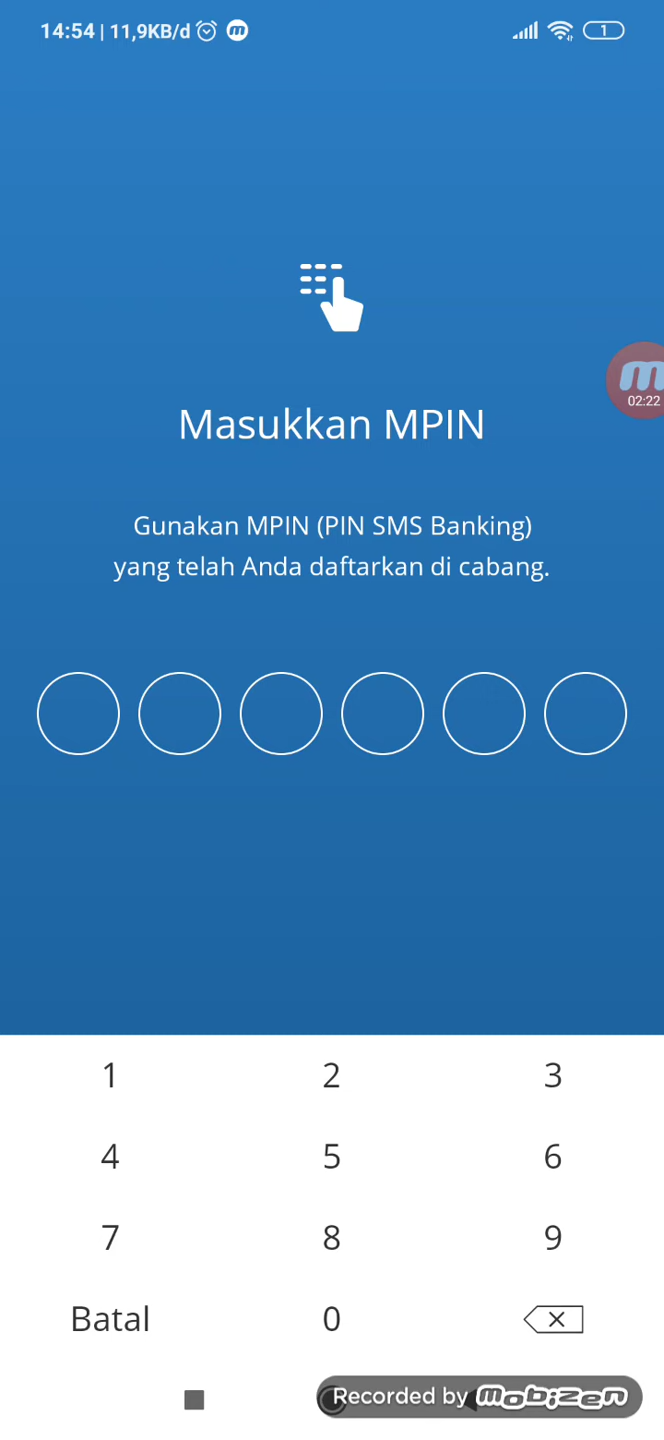 14:54 | 11,9KB/d
1
02:22
Masukkan MPIN
Gunakan MPIN (PIN SMS Banking)
yang telah Anda daftarkan di cabang.
1 2 3
4 5 6
7 8 9
Batal 0
Recorded by mobizen